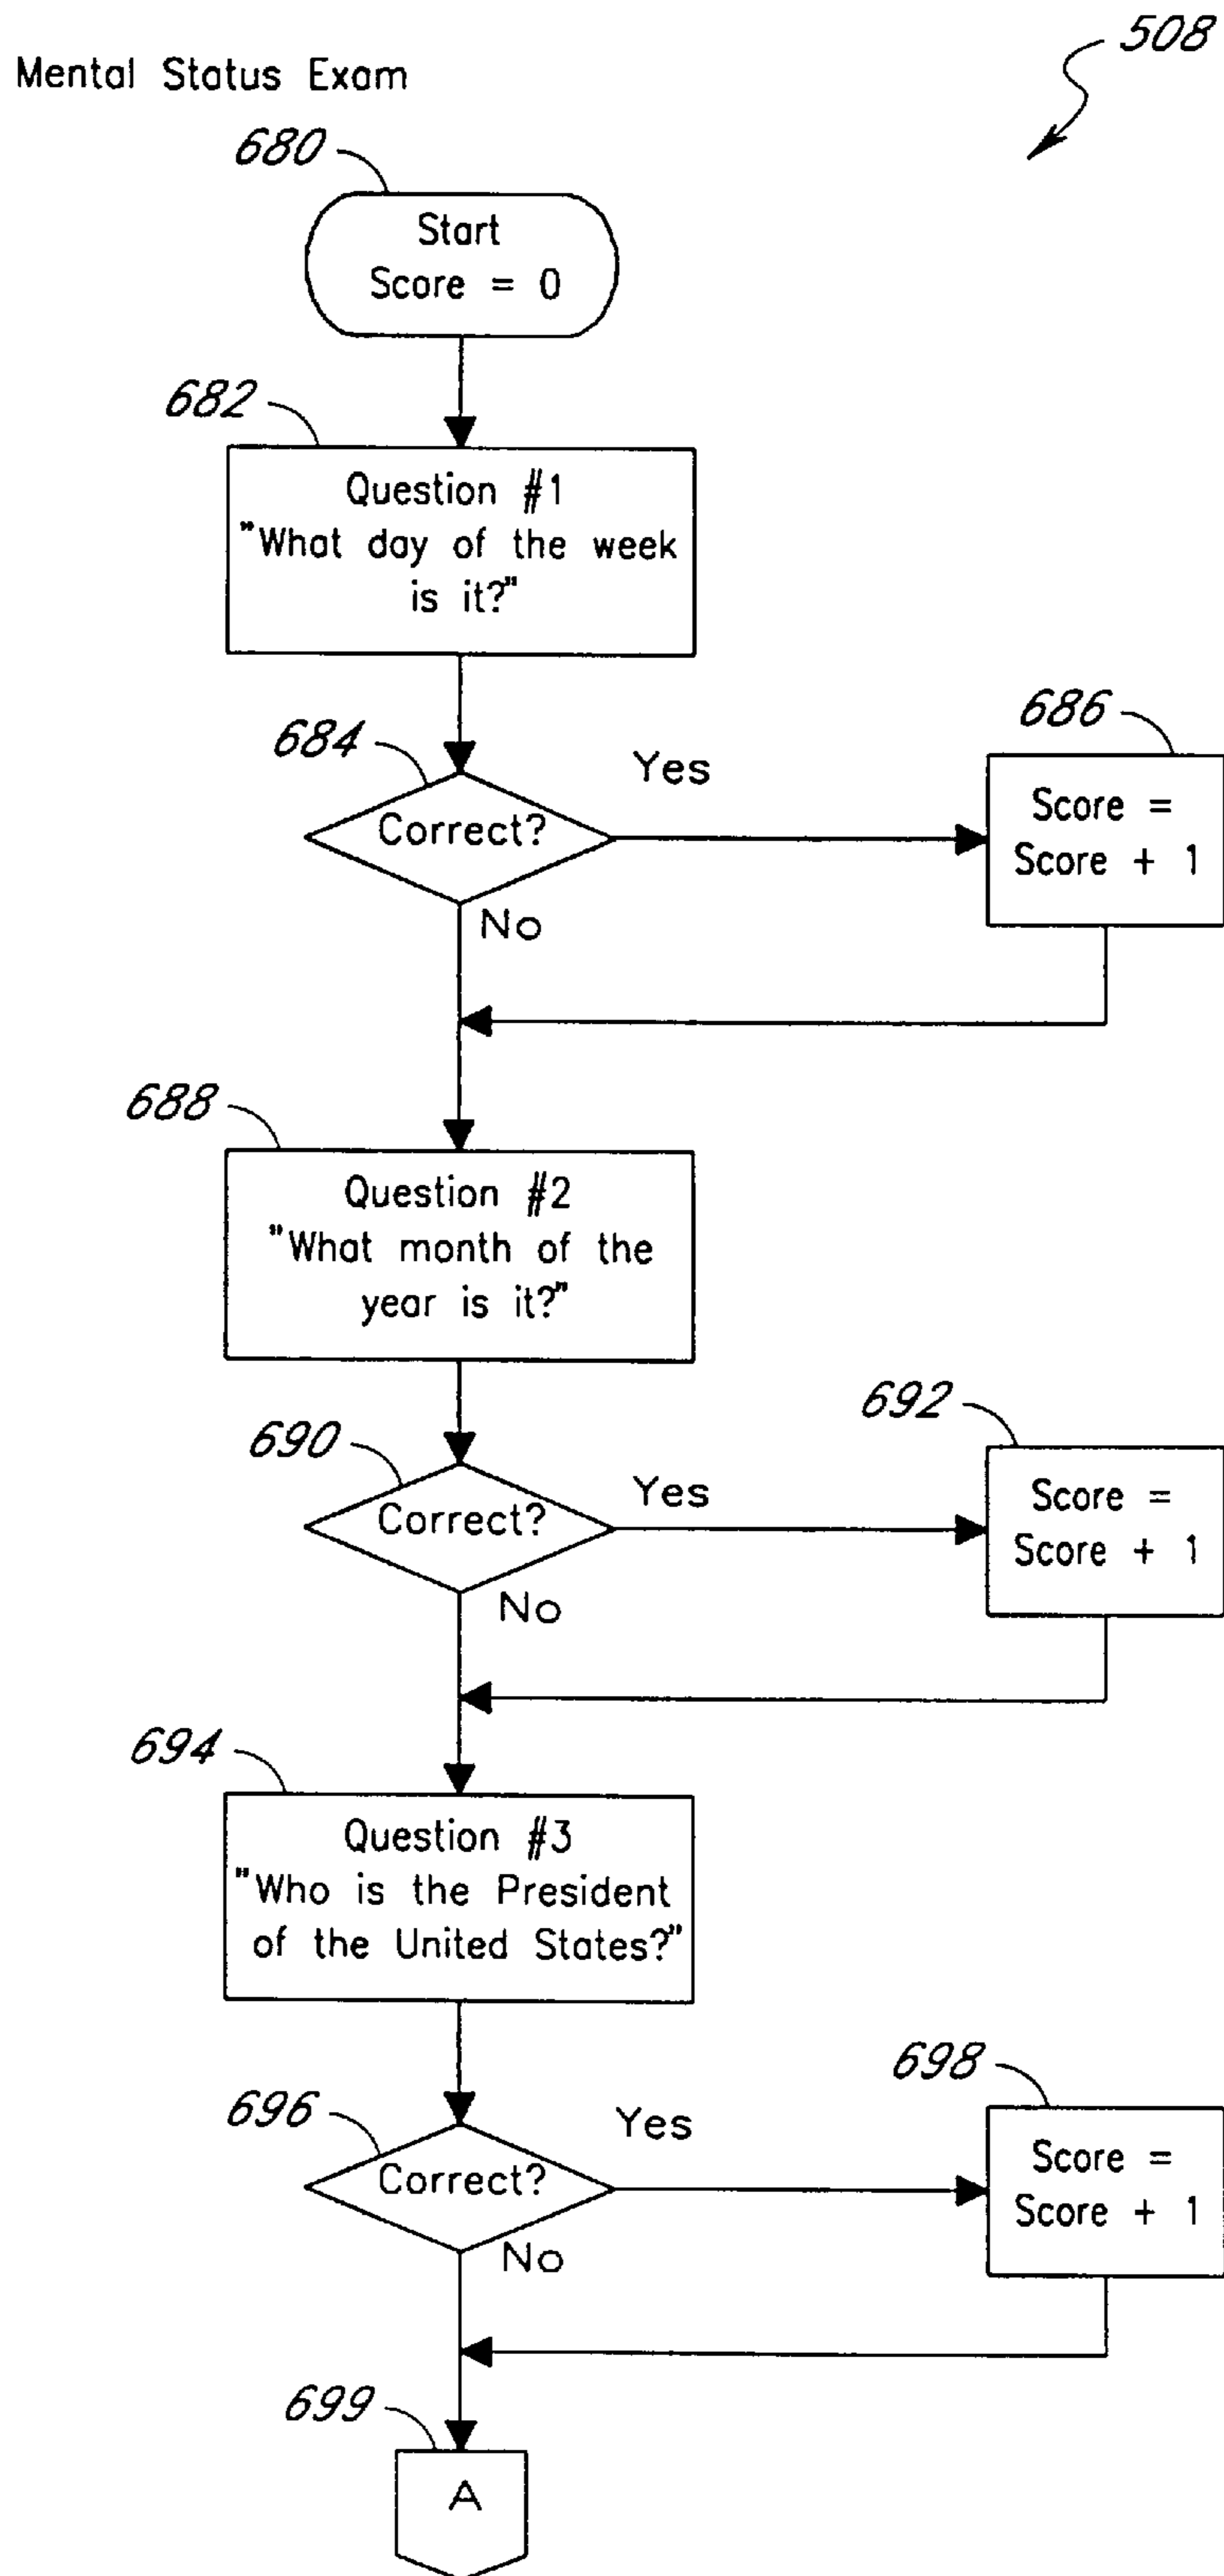 508
Mental Status Exam
680
Start
Score = 0
682
Question #1
"What day of the week
is it?"
684
Correct?
Yes
No
686
Score =
Score + 1
688
Question #2
"What month of the
year is it?"
690
Correct?
Yes
No
692
Score =
Score + 1
694
Question #3
"Who is the President
of the United States?"
696
Correct?
Yes
No
698
Score =
Score + 1
699
A